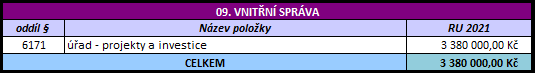 09. VNITŘNÍ SPRÁVA
oddíl § Název položky RU 2021
6171 úřad - projekty a investice 3 380 000,00 Kč
CELKEM 3 380 000,00 Kč